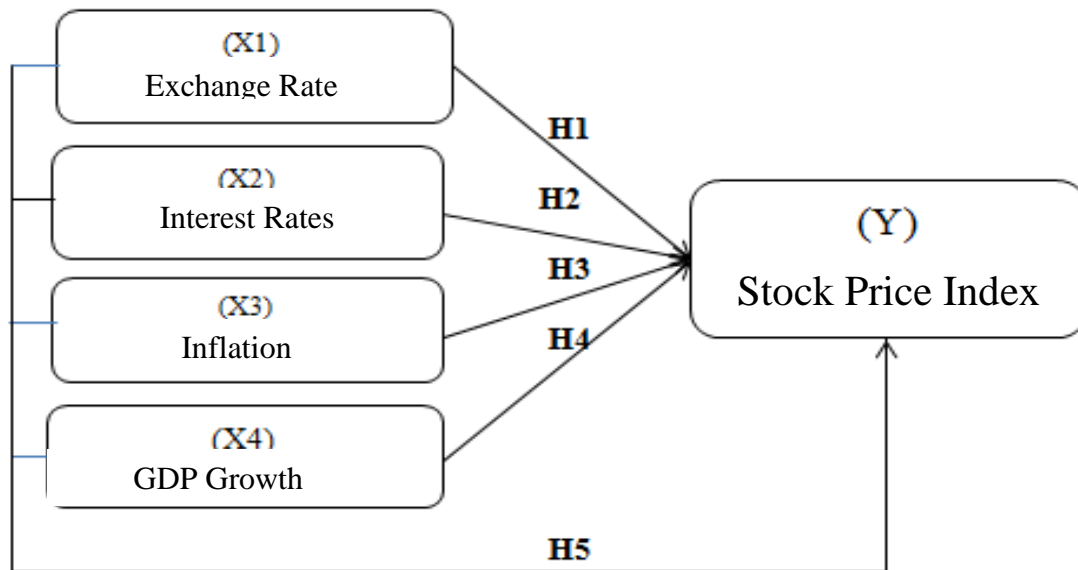 (X1)
Exchange Rate
H1
(X2)
Interest Rates
H2
(Y)
Stock Price Index
H3
(X3)
Inflation
H4
(X4)
GDP Growth
H5